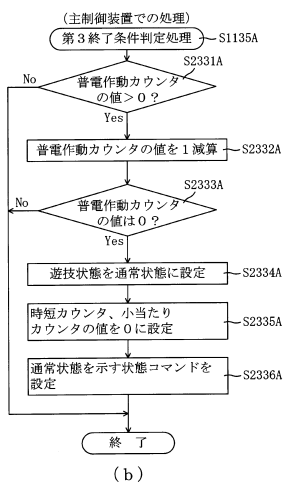 (主制御装置での処理)
第3終了条件判定処理
S1135A
S2331A
No
普電作動カウンタ
の値>0?
Yes
普電作動カウンタの値を1減算
S2332A
S2333A
No
普電作動カウンタ
の値は0?
Yes
遊技状態を通常状態に設定
S2334A
時短カウンタ、小当たり
カウンタの値を0に設定
S2335A
通常状態を示す状態コマンドを
設定
S2336A
終 了
(b)